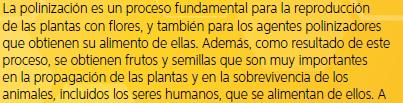 La polinización es un proceso fundamental para la reproducción
de las plantas con flores, y también para los agentes polinizadores
que obtienen su alimento de ellas. Además, como resultado de este
proceso, se obtienen frutos y semillas que son muy importantes
en la propagación de las plantas y en la sobrevivencia de los
animales, incluidos los seres humanos, que se alimentan de ellos. A